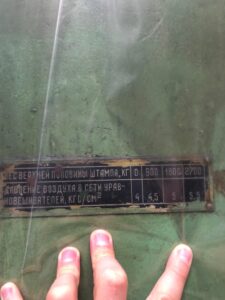 ВЕС ВЕРХНЕЙ ПОЛОВИНЫ ШТАМПА, КГ 0 900 1800 2700
ДАВЛЕНИЕ ВОЗДУХА В СЕТИ УРАВ-
НОВЕШИВАТЕЛЕЙ, КГС/СМ² 4 4,5 5 5,5